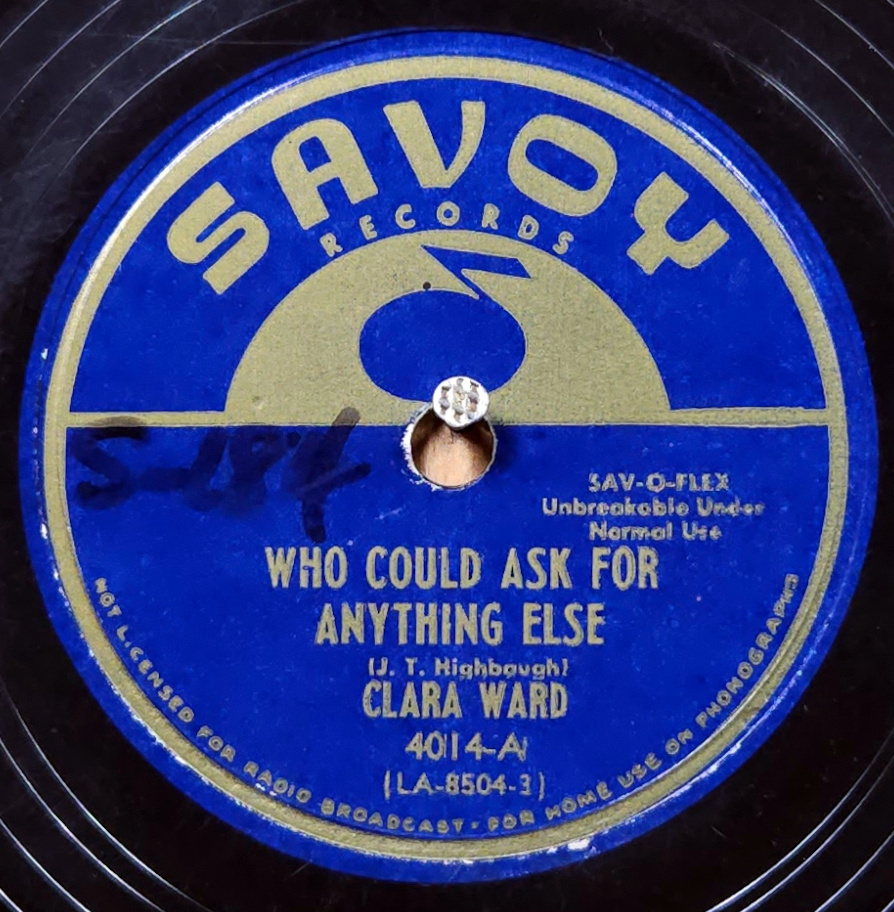 SAVOY
RECORDS
S-184
SAV-O-FLEX
Unbreakable Under
Normal Use
WHO COULD ASK FOR
ANYTHING ELSE
(J. T. Highbaugh)
CLARA WARD
4014-A
(LA-8504-3)
NOT LICENSED FOR RADIO BROADCAST · FOR HOME USE ON PHONOGRAPHS